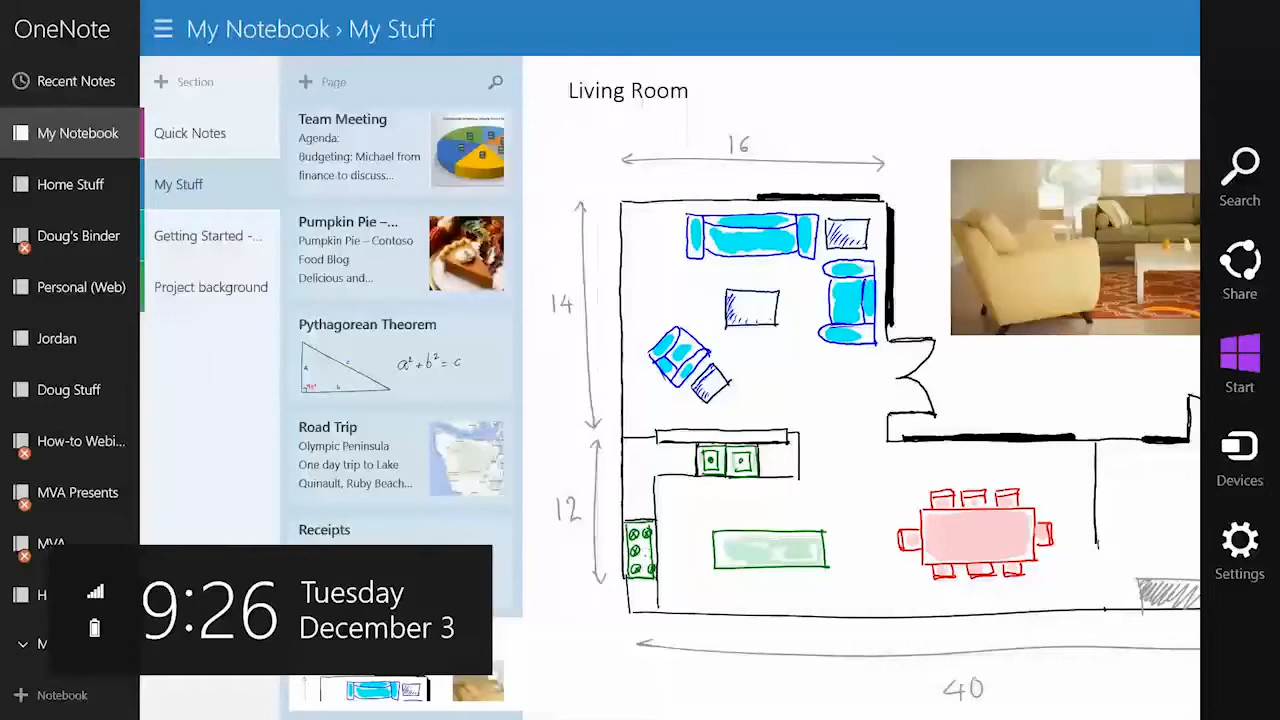 OneNote
Recent Notes
My Notebook
Home Stuff
Doug's Binder
Personal (Web)
Jordan
Doug Stuff
How-to Webi...
MVA Presents
MVA
H
M
Notebook
My Notebook › My Stuff
Section
Quick Notes
My Stuff
Getting Started -...
Project background
Page
Team Meeting
Agenda:
Budgeting: Michael from
finance to discuss...
Pumpkin Pie –...
Pumpkin Pie – Contoso
Food Blog
Delicious and...
Pythagorean Theorem
a² + b² = c
Road Trip
Olympic Peninsula
One day trip to Lake
Quinault, Ruby Beach...
Receipts
Living Room
16
14
12
40
9:26
Tuesday
December 3
Search
Share
Start
Devices
Settings